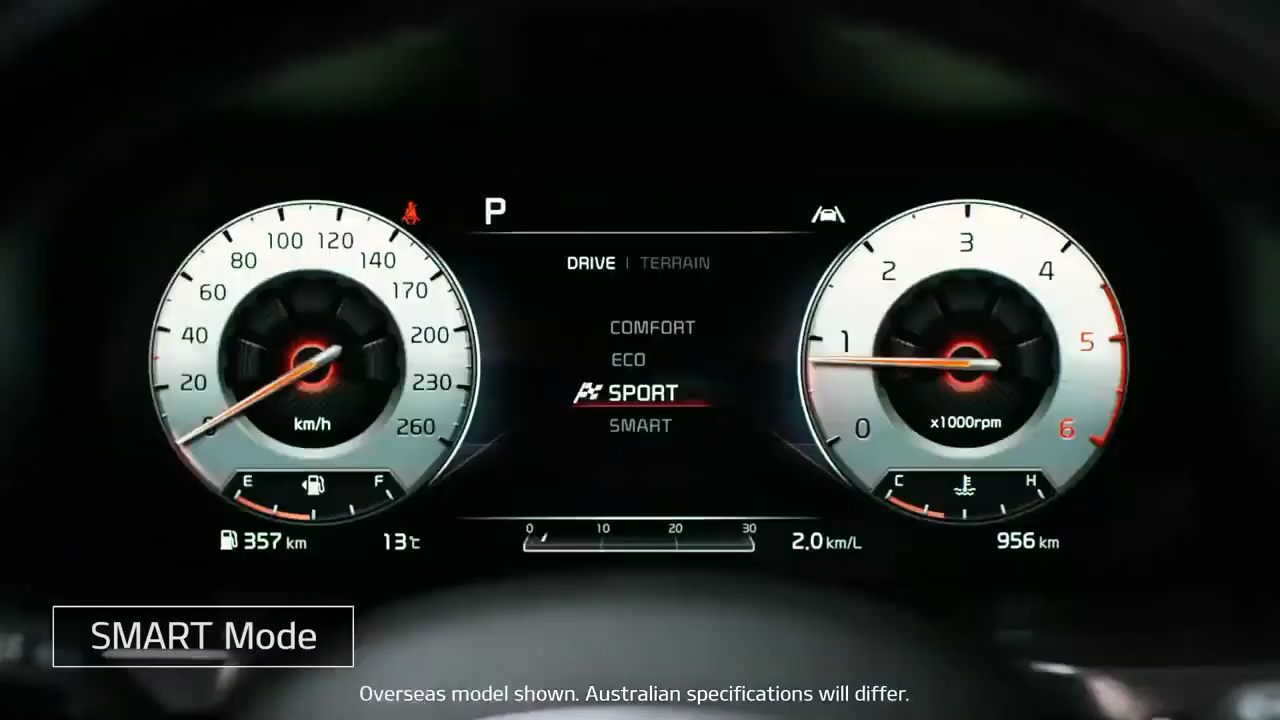 P
DRIVE | TERRAIN
COMFORT
ECO
SPORT
SMART
0 20 40 60 80 100 120 140 170 200 230 260
km/h
E F
0 1 2 3 4 5 6
x1000rpm
C H
357 km
13℃
0 10 20 30
2.0 km/L
956 km
SMART Mode
Overseas model shown. Australian specifications will differ.